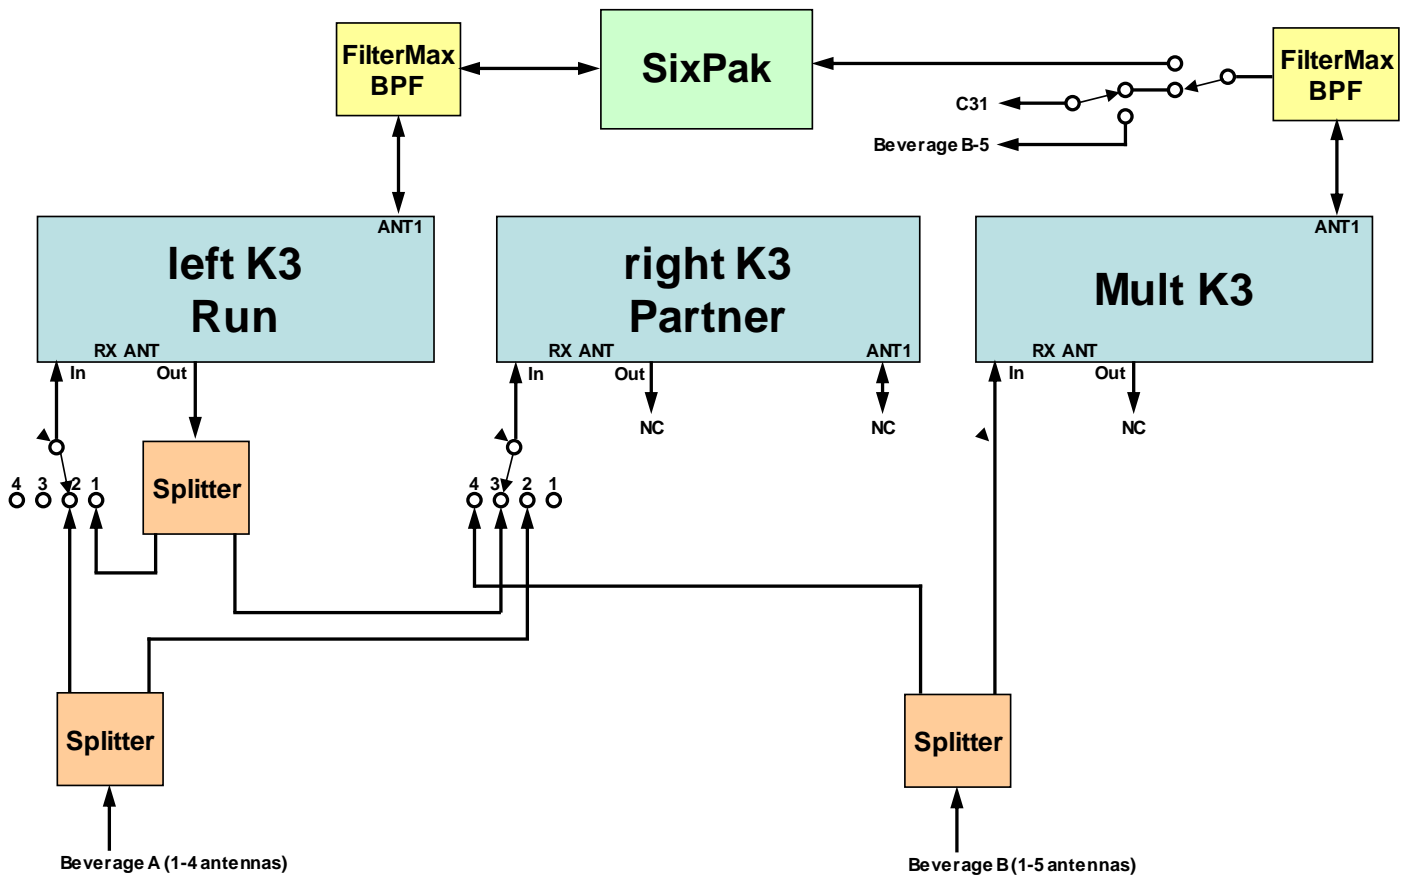 FilterMax
BPF
SixPak
FilterMax
BPF
C31
Beverage B-5
ANT1
left K3
Run
RX ANT
In
Out
right K3
Partner
RX ANT
ANT1
In
Out
NC
NC
ANT1
Mult K3
RX ANT
In
Out
NC
Splitter
4 3 2 1
4 3 2 1
Splitter
Splitter
Beverage A (1-4 antennas)
Beverage B (1-5 antennas)